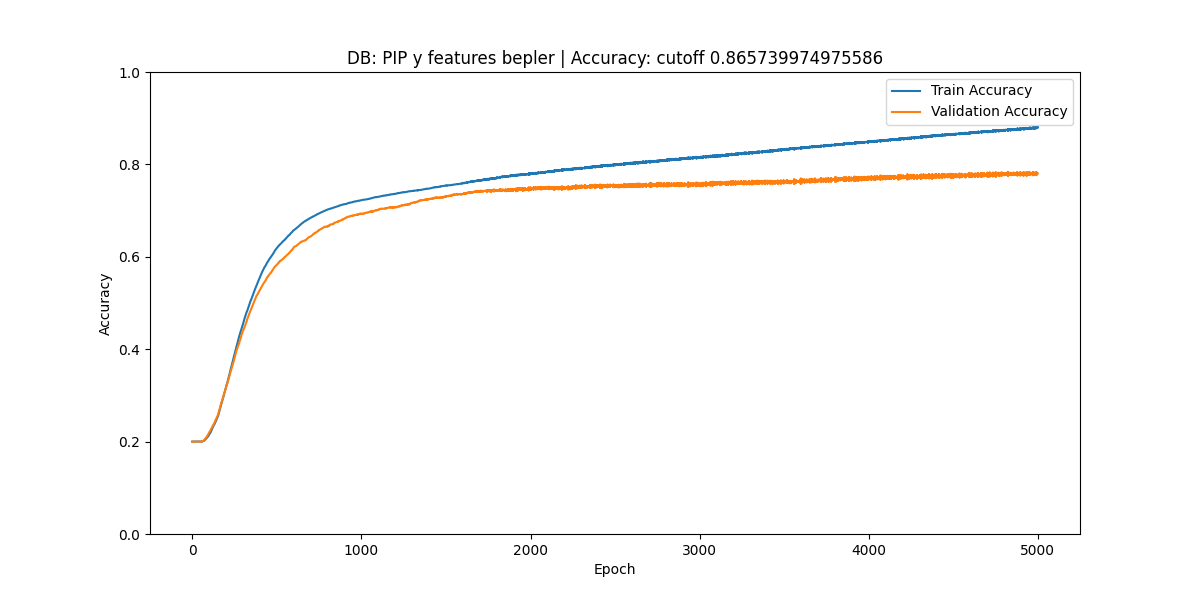 DB: PIP y features bepler | Accuracy: cutoff 0.865739974975586
Train Accuracy
Validation Accuracy
1.0
0.8
0.6
0.4
0.2
0.0
Accuracy
0
1000
2000
3000
4000
5000
Epoch